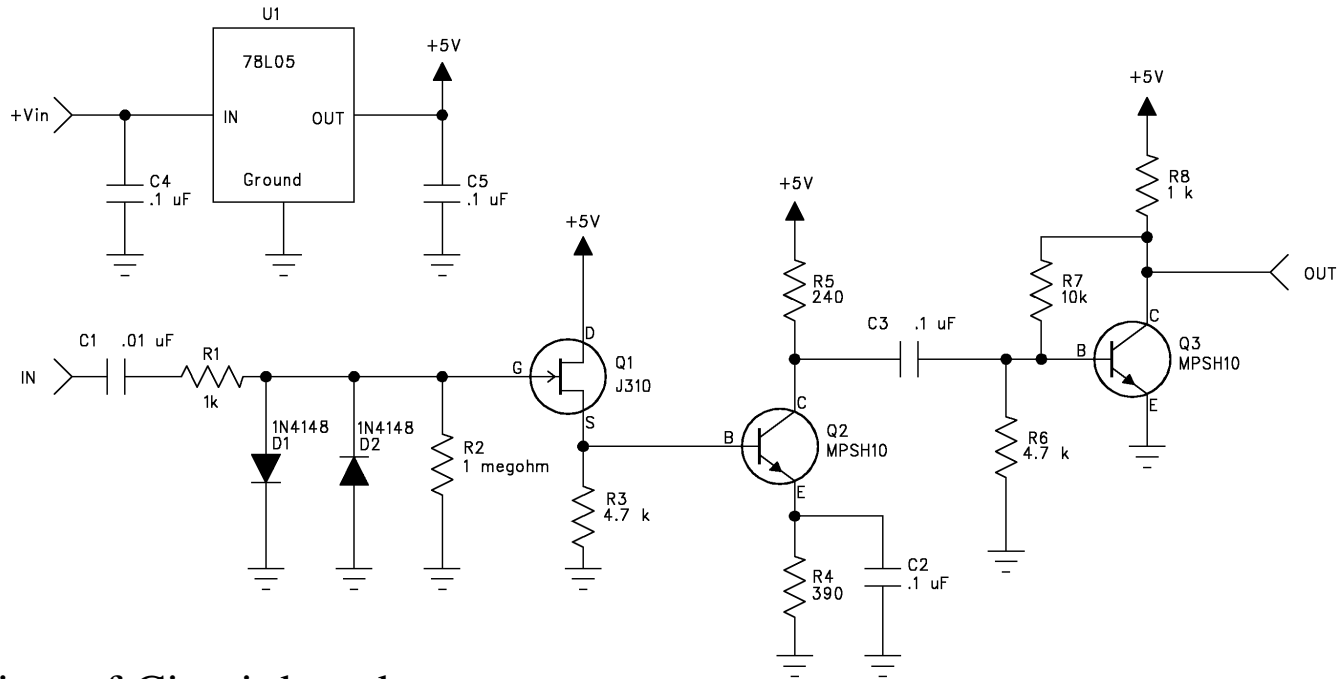 U1
78L05
+Vin
IN
OUT
Ground
+5V
C4
.1 uF
C5
.1 uF
+5V
+5V
+5V
R8
1 k
R5
240
R7
10k
OUT
C3 .1 uF
C1 .01 uF
IN
R1
1k
G
D
S
Q1
J310
B
C
E
Q3
MPSH10
1N4148
D1
1N4148
D2
R2
1 megohm
B
C
E
Q2
MPSH10
R6
4.7 k
R3
4.7 k
R4
390
C2
.1 uF